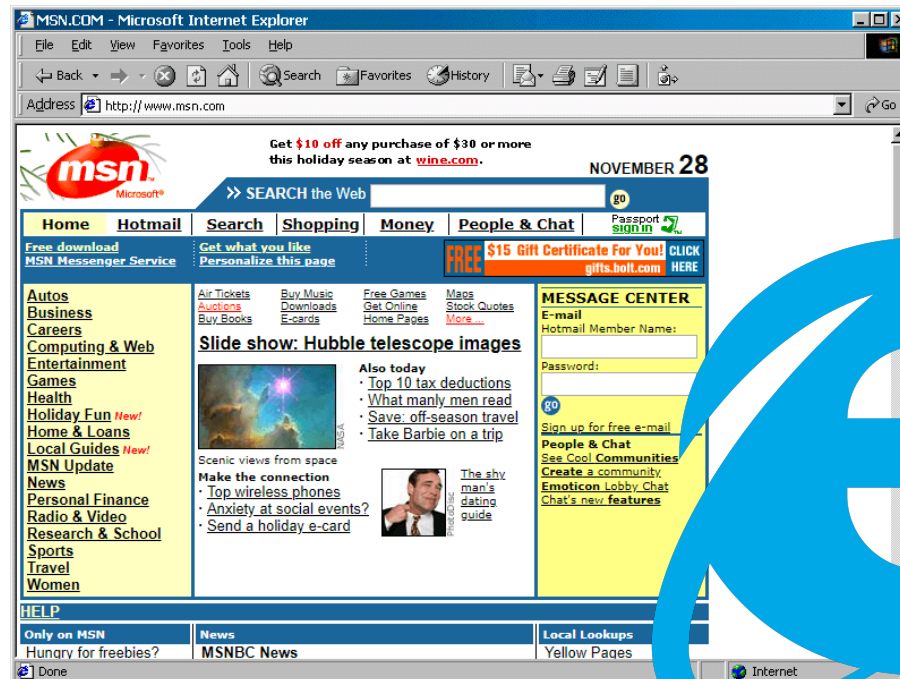 MSN.COM - Microsoft Internet Explorer
File Edit View Favorites Tools Help
Back Search Favorites History
Address http://www.msn.com Go
Get $10 off any purchase of $30 or more
this holiday season at wine.com.
msn
Microsoft®
NOVEMBER 28
>> SEARCH the Web go
Home Hotmail Search Shopping Money People & Chat Passport sign in
Free download
MSN Messenger Service
Get what you like
Personalize this page
FREE $15 Gift Certificate For You! CLICK
gifts.bolt.com HERE
Autos
Business
Careers
Computing & Web
Entertainment
Games
Health
Holiday Fun New!
Home & Loans
Local Guides New!
MSN Update
News
Personal Finance
Radio & Video
Research & School
Sports
Travel
Women
Air Tickets Buy Music Free Games Maps
Auctions Downloads Get Online Stock Quotes
Buy Books E-cards Home Pages More ...
Slide show: Hubble telescope images
NASA
Scenic views from space
Also today
· Top 10 tax deductions
· What manly men read
· Save: off-season travel
· Take Barbie on a trip
Make the connection
· Top wireless phones
· Anxiety at social events?
· Send a holiday e-card
PhotoDisc
The shy
man's
dating
guide
MESSAGE CENTER
E-mail
Hotmail Member Name:
Password:
go
Sign up for free e-mail
People & Chat
See Cool Communities
Create a community
Emoticon Lobby Chat
Chat's new features
HELP
Only on MSN News Local Lookups
Hungry for freebies? MSNBC News Yellow Pages
Done Internet